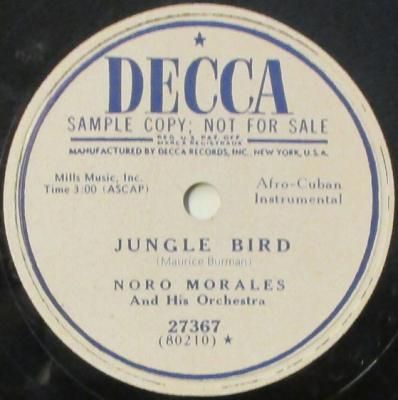 ★
DECCA
SAMPLE COPY; NOT FOR SALE
REG. U.S. PAT. OFF.
MARCA REGISTRADA
MANUFACTURED BY DECCA RECORDS, INC. NEW YORK, U.S.A.
Mills Music, Inc.
Time 3:00 (ASCAP)
Afro-Cuban
Instrumental
JUNGLE BIRD
(Maurice Burman)
NORO MORALES
And His Orchestra
27367
(80210) ★